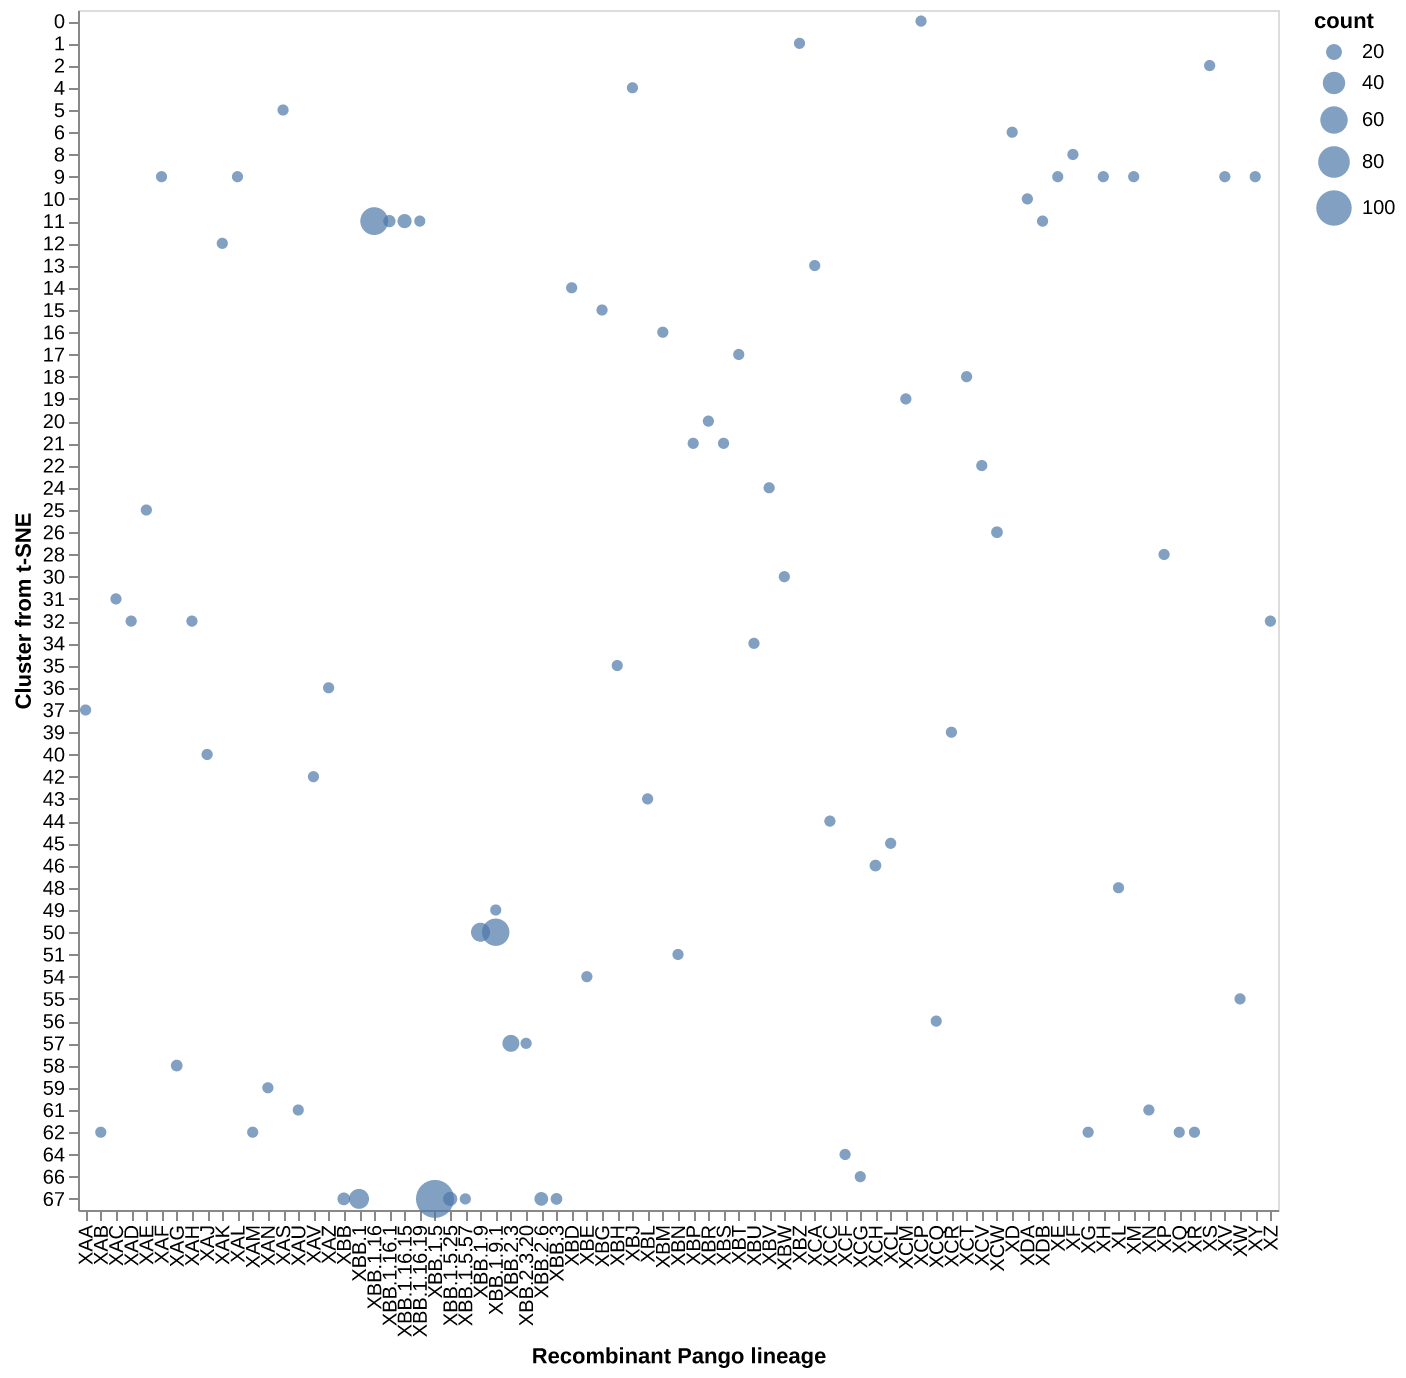 count
20
40
60
80
100
Cluster from t-SNE
0
1
2
4
5
6
8
9
10
11
12
13
14
15
16
17
18
19
20
21
22
24
25
26
28
30
31
32
34
35
36
37
39
40
42
43
44
45
46
48
49
50
51
54
55
56
57
58
59
61
62
64
66
67
XAA
XAB
XAC
XAD
XAE
XAF
XAG
XAH
XAJ
XAK
XAL
XAM
XAN
XAS
XAU
XAV
XAZ
XBB
XBB.1
XBB.1.16
XBB.1.16.1
XBB.1.16.15
XBB.1.16.19
XBB.1.5
XBB.1.5.25
XBB.1.5.57
XBB.1.9
XBB.1.9.1
XBB.2.3
XBB.2.3.20
XBB.2.6
XBB.3
XBD
XBE
XBG
XBH
XBJ
XBL
XBM
XBN
XBP
XBR
XBS
XBT
XBU
XBV
XBW
XBZ
XCA
XCC
XCF
XCG
XCH
XCL
XCM
XCP
XCQ
XCR
XCT
XCV
XCW
XD
XDA
XDB
XE
XF
XG
XH
XL
XM
XN
XP
XQ
XR
XS
XV
XW
XY
XZ
Recombinant Pango lineage